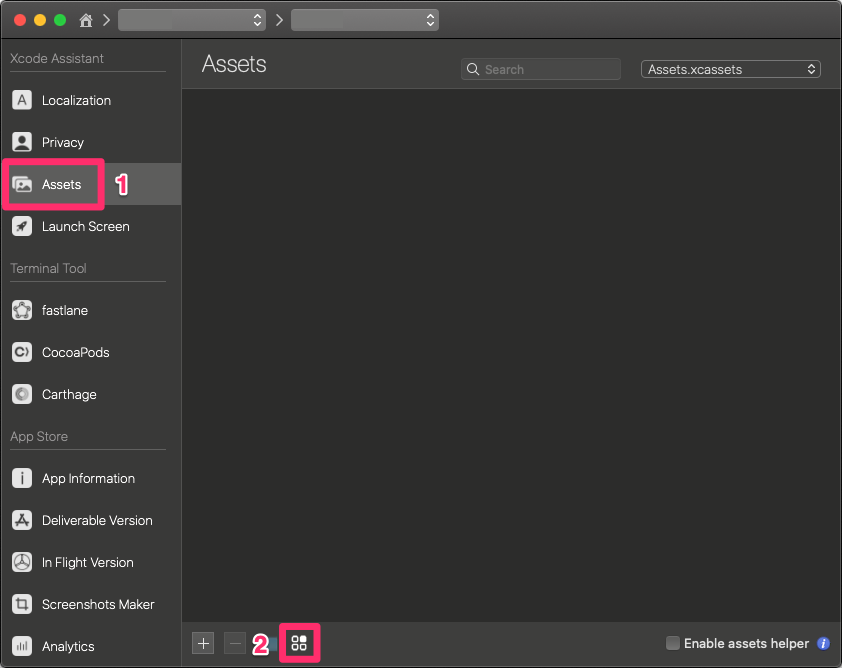 Xcode Assistant
Localization
Privacy
Assets
1
Launch Screen
Terminal Tool
fastlane
CocoaPods
Carthage
App Store
App Information
Deliverable Version
In Flight Version
Screenshots Maker
Analytics
Assets
Search
Assets.xcassets
2
Enable assets helper